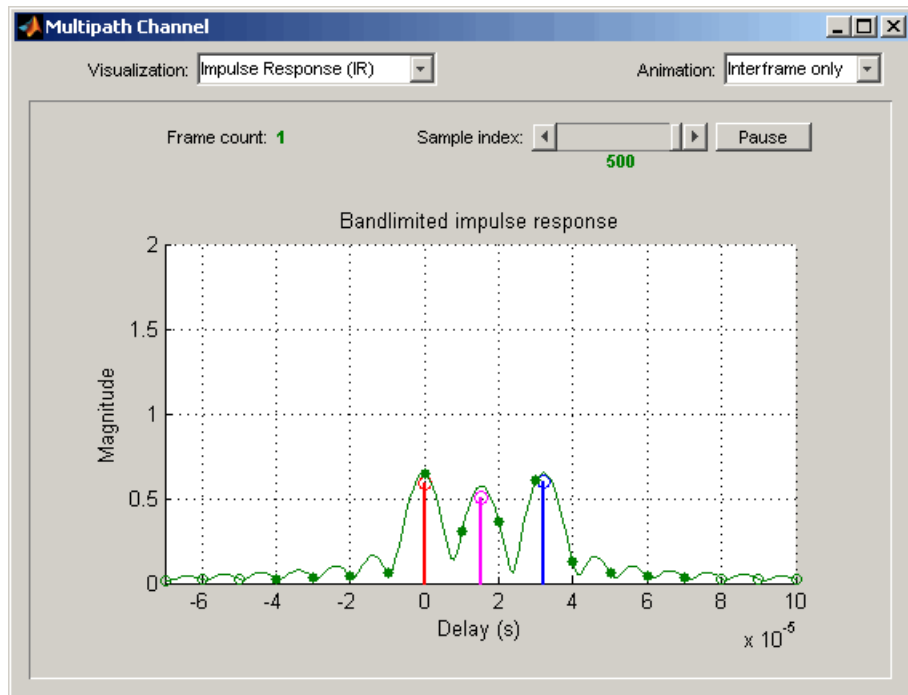 Multipath Channel
Visualization: Impulse Response (IR)
Animation: Interframe only
Frame count: 1
Sample index:
Pause
500
Bandlimited impulse response
2
1.5
1
0.5
0
Magnitude
-6 -4 -2 0 2 4 6 8 10
Delay (s)
x 10^-5